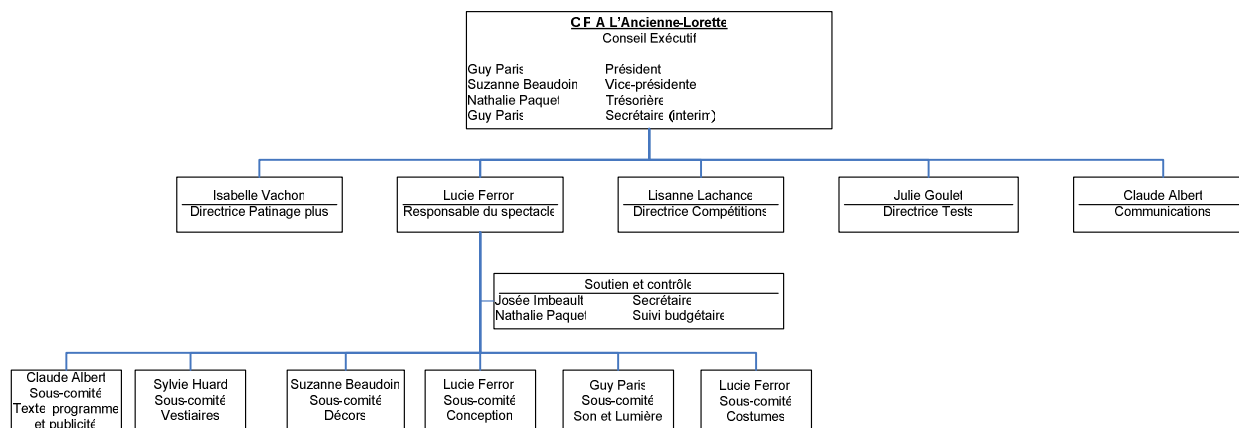 C F A L'Ancienne-Lorette
Conseil Exécutif
Guy Paris Président
Suzanne Beaudoin Vice-présidente
Nathalie Paquet Trésorière
Guy Paris Secrétaire (interim)
Isabelle Vachon
Directrice Patinage plus
Lucie Ferron
Responsable du spectacle
Lisanne Lachance
Directrice Compétitions
Julie Goulet
Directrice Tests
Claude Albert
Communications
Soutien et contrôle
Josée Imbeault Secrétaire
Nathalie Paquet Suivi budgétaire
Claude Albert
Sous-comité
Texte programme
et publicité
Sylvie Huard
Sous-comité
Vestiaires
Suzanne Beaudoin
Sous-comité
Décors
Lucie Ferron
Sous-comité
Conception
Guy Paris
Sous-comité
Son et Lumière
Lucie Ferron
Sous-comité
Costumes